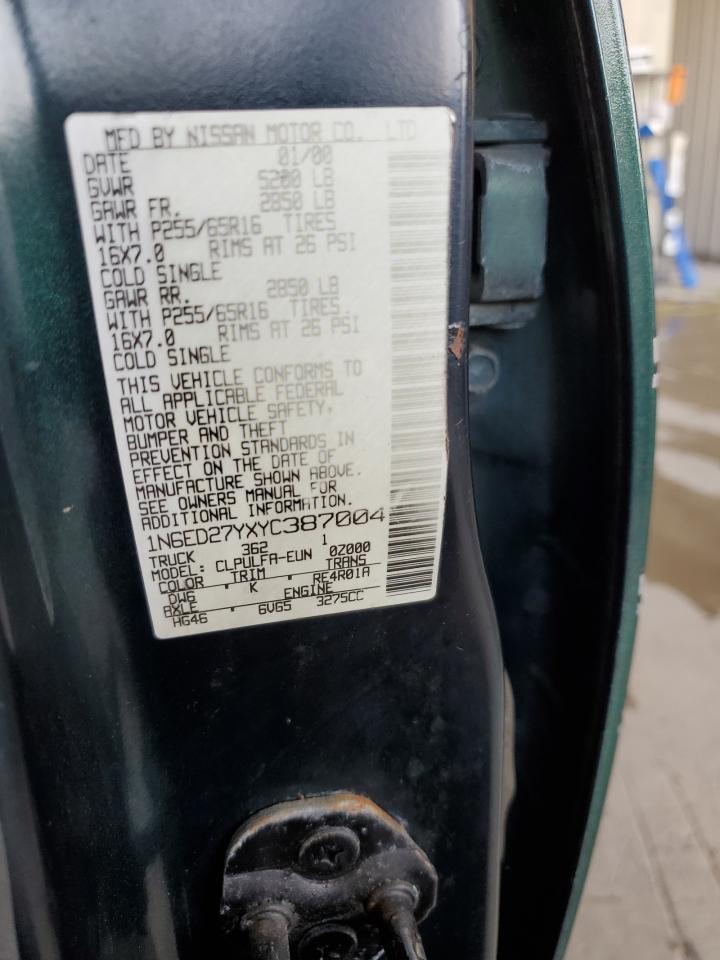 MFD BY NISSAN MOTOR CO. LTD
DATE 01/00
GVWR 5200 LB
GAWR FR. 2850 LB
WITH P255/65R16 TIRES
16X7.0 RIMS AT 26 PSI
COLD SINGLE
GAWR RR. 2850 LB
WITH P255/65R16 TIRES
16X7.0 RIMS AT 26 PSI
COLD SINGLE
THIS VEHICLE CONFORMS TO
ALL APPLICABLE FEDERAL
MOTOR VEHICLE SAFETY,
BUMPER AND THEFT
PREVENTION STANDARDS IN
EFFECT ON THE DATE OF
MANUFACTURE SHOWN ABOVE.
SEE OWNERS MANUAL FOR
ADDITIONAL INFORMATION.
1N6ED27YXYC387004
TRUCK 362 1
MODEL: CLPULFA-EUN 0Z000
COLOR TRIM TRANS
DW6 K RE4R01A
AXLE ENGINE
HG46 6VG5 3275CC